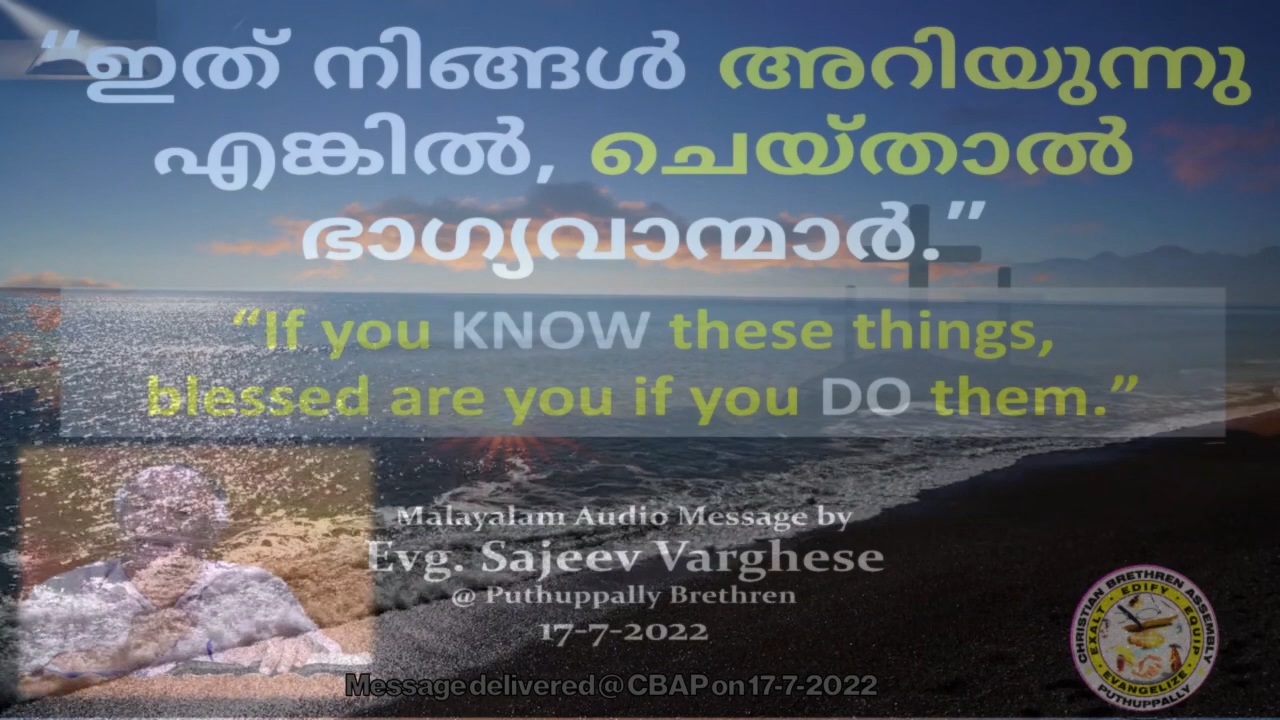 “ഇത് നിങ്ങൾ അറിയുന്നു
എങ്കിൽ, ചെയ്താൽ
ഭാഗ്യവാന്മാർ.”
“If you KNOW these things,
blessed are you if you DO them.”
Malayalam Audio Message by
Evg. Sajeev Varghese
@ Puthuppally Brethren
17-7-2022
Message delivered @ CBAP on 17-7-2022
CHRISTIAN BRETHREN ASSEMBLY
EXALT · EDIFY · EQUIP
EVANGELIZE
PUTHUPPALLY